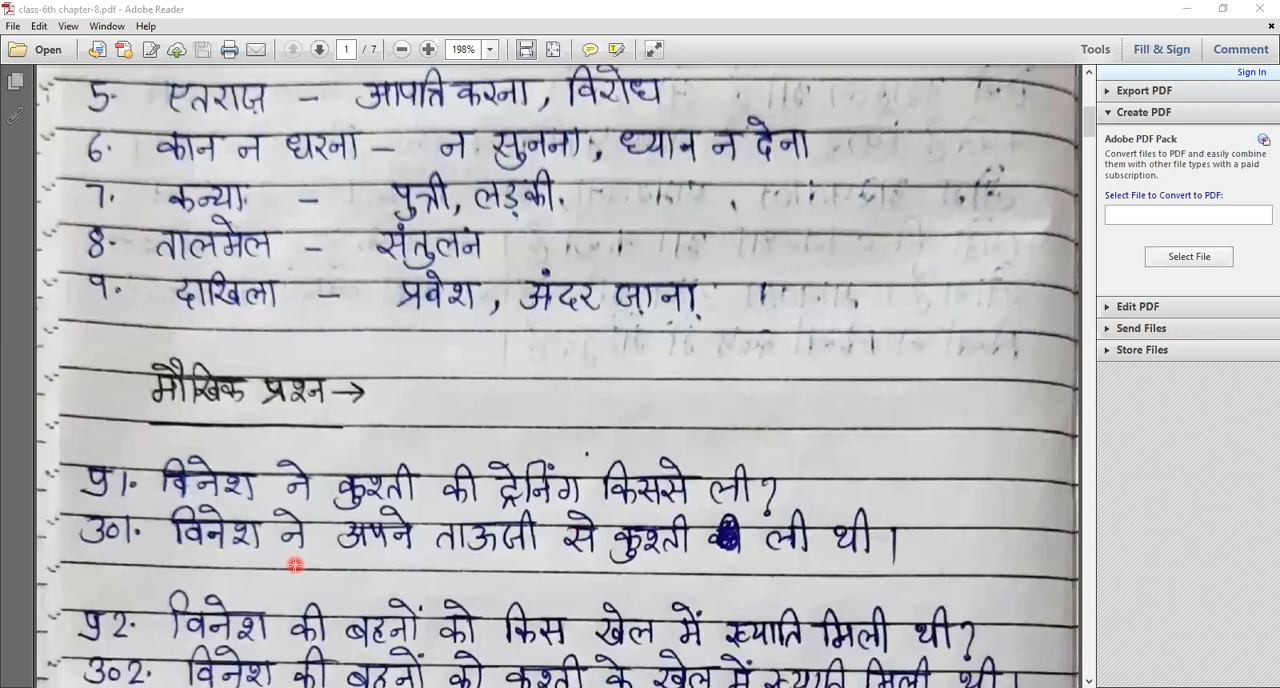 class-6th chapter-8.pdf - Adobe Reader
File Edit View Window Help
Open 1 / 7 198% Tools Fill & Sign Comment
Sign In
Export PDF
Create PDF
Adobe PDF Pack
Convert files to PDF and easily combine
them with other file types with a paid
subscription.
Select File to Convert to PDF:
Select File
Edit PDF
Send Files
Store Files
5. एतराज़ – आपत्ति करना, विरोध
6. कान न धरना – न सुनना, ध्यान न देना
7. कन्या – पुत्री, लड़की.
8. तालमेल – संतुलन
9. दाखिला – प्रवेश, अंदर जाना
मौखिक प्रश्न →
प्र1. विनेश ने कुश्ती की ट्रेनिंग किससे ली?
उ01. विनेश ने अपने ताऊजी से कुश्ती ली थी।
प्र2. विनेश की बहनों को किस खेल में ख्याति मिली थी?
उ02. विनेश की बहनों को कुश्ती के खेल में ख्याति मिली थी।